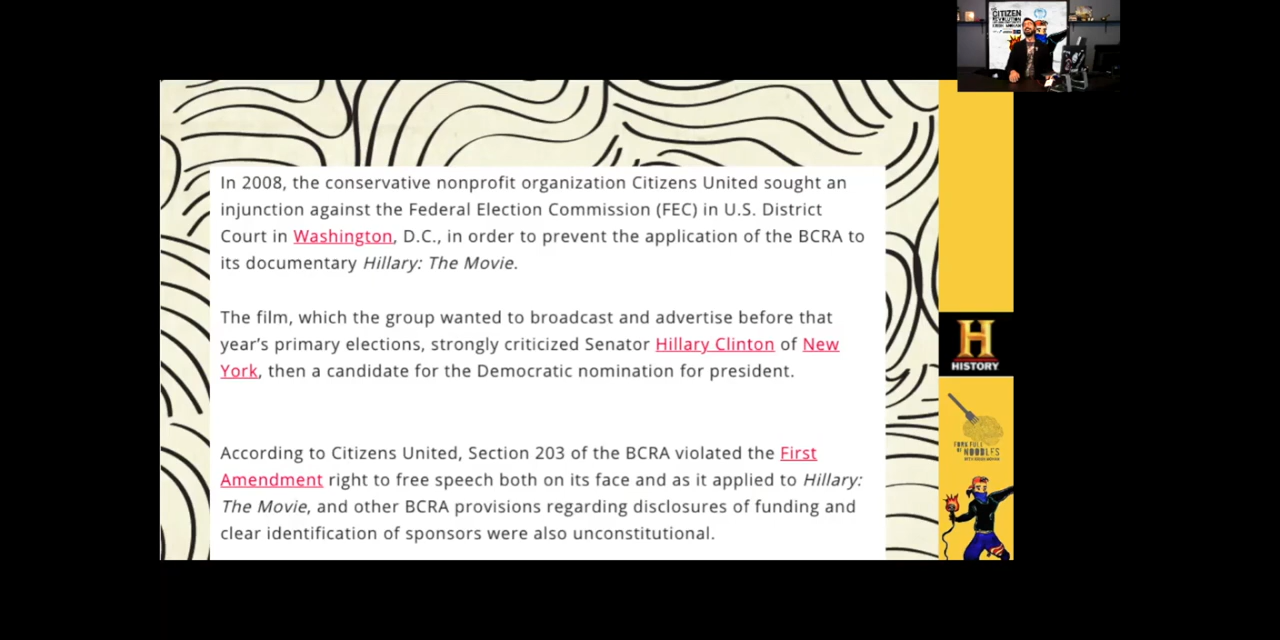 CITIZEN
REVOLUTION
In 2008, the conservative nonprofit organization Citizens United sought an
injunction against the Federal Election Commission (FEC) in U.S. District
Court in Washington, D.C., in order to prevent the application of the BCRA to
its documentary Hillary: The Movie.
The film, which the group wanted to broadcast and advertise before that
year’s primary elections, strongly criticized Senator Hillary Clinton of New
York, then a candidate for the Democratic nomination for president.
According to Citizens United, Section 203 of the BCRA violated the First
Amendment right to free speech both on its face and as it applied to Hillary:
The Movie, and other BCRA provisions regarding disclosures of funding and
clear identification of sponsors were also unconstitutional.
H
HISTORY
FORK FULL
OF NOODLES